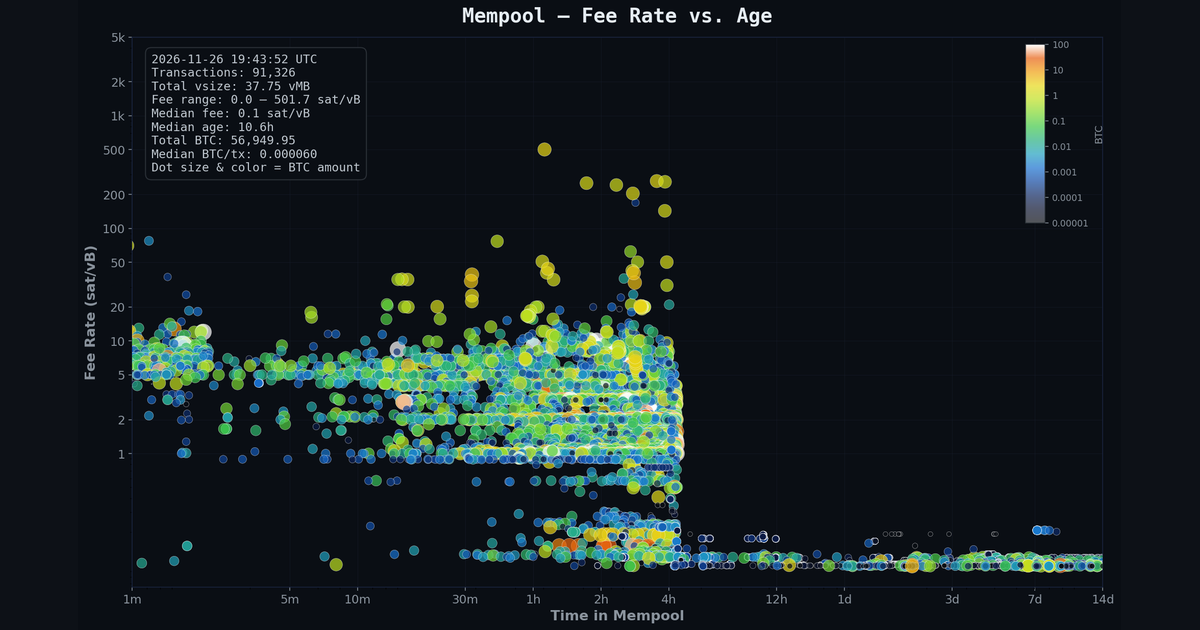 Mempool — Fee Rate vs. Age
5k
2k
1k
500
200
100
50
20
10
5
2
1
Fee Rate (sat/vB)
2026-11-26 19:43:52 UTC
Transactions: 91,326
Total vsize: 37.75 vMB
Fee range: 0.0 — 501.7 sat/vB
Median fee: 0.1 sat/vB
Median age: 10.6h
Total BTC: 56,949.95
Median BTC/tx: 0.000060
Dot size & color = BTC amount
100
10
1
0.1
0.01
0.001
0.0001
0.00001
BTC
1m 5m 10m 30m 1h 2h 4h 12h 1d 3d 7d 14d
Time in Mempool